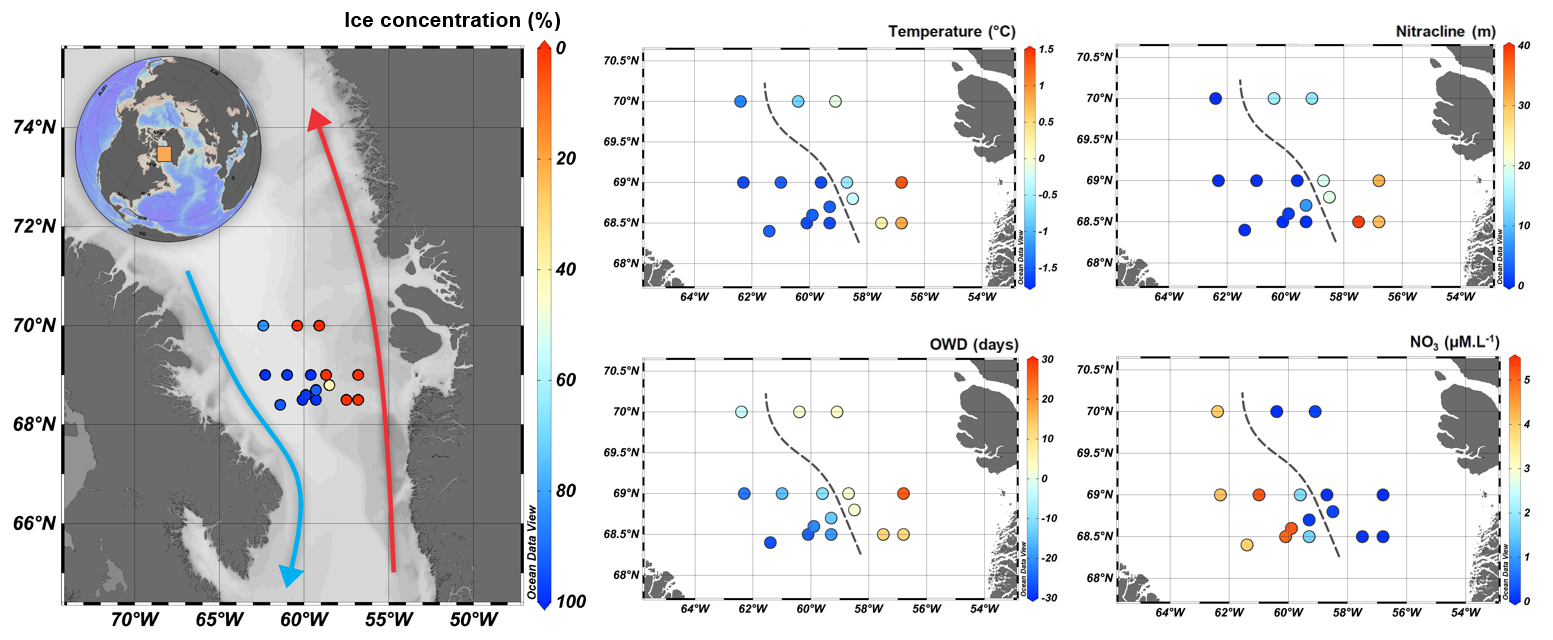 Ice concentration (%)
0
20
40
60
80
100
74°N
72°N
70°N
68°N
66°N
70°W
65°W
60°W
55°W
50°W
Ocean Data View
Temperature (°C)
70.5°N
70°N
69.5°N
69°N
68.5°N
68°N
64°W
62°W
60°W
58°W
56°W
54°W
1.5
1
0.5
0
-0.5
-1
-1.5
Ocean Data View
Nitracline (m)
70.5°N
70°N
69.5°N
69°N
68.5°N
68°N
64°W
62°W
60°W
58°W
56°W
54°W
40
30
20
10
0
Ocean Data View
OWD (days)
70.5°N
70°N
69.5°N
69°N
68.5°N
68°N
64°W
62°W
60°W
58°W
56°W
54°W
30
20
10
0
-10
-20
-30
Ocean Data View
NO₃ (µM.L⁻¹)
70.5°N
70°N
69.5°N
69°N
68.5°N
68°N
64°W
62°W
60°W
58°W
56°W
54°W
5
4
3
2
1
0
Ocean Data View